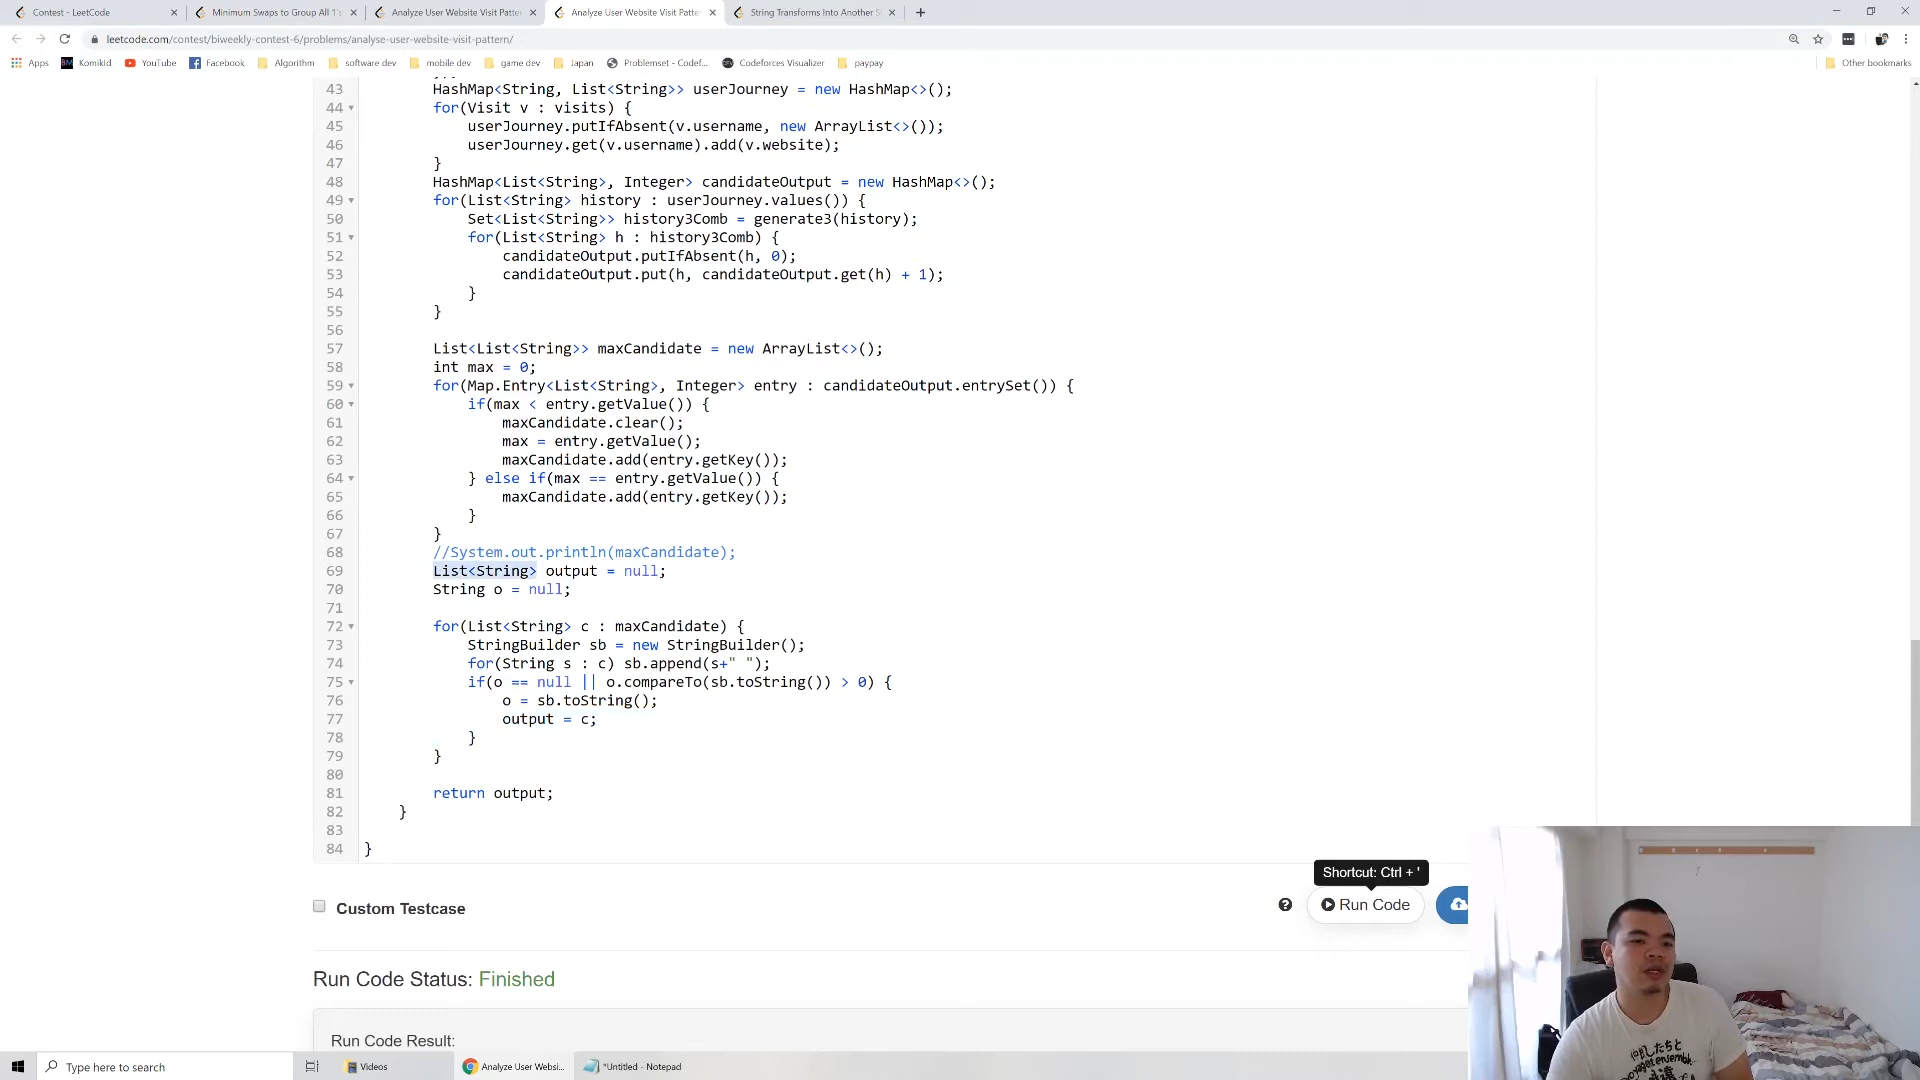 Contest - LeetCode
Minimum Swaps to Group All 1's
Analyze User Website Visit Patte
Analyze User Website Visit Patte
String Transforms Into Another S
leetcode.com/contest/biweekly-contest-6/problems/analyse-user-website-visit-pattern/
Apps
KomikId
YouTube
Facebook
Algorithm
software dev
mobile dev
game dev
Japan
Problemset - Codef...
Codeforces Visualizer
paypay
Other bookmarks
43 HashMap<String, List<String>> userJourney = new HashMap<>();
44 for(Visit v : visits) {
45 userJourney.putIfAbsent(v.username, new ArrayList<>());
46 userJourney.get(v.username).add(v.website);
47 }
48 HashMap<List<String>, Integer> candidateOutput = new HashMap<>();
49 for(List<String> history : userJourney.values()) {
50 Set<List<String>> history3Comb = generate3(history);
51 for(List<String> h : history3Comb) {
52 candidateOutput.putIfAbsent(h, 0);
53 candidateOutput.put(h, candidateOutput.get(h) + 1);
54 }
55 }
56
57 List<List<String>> maxCandidate = new ArrayList<>();
58 int max = 0;
59 for(Map.Entry<List<String>, Integer> entry : candidateOutput.entrySet()) {
60 if(max < entry.getValue()) {
61 maxCandidate.clear();
62 max = entry.getValue();
63 maxCandidate.add(entry.getKey());
64 } else if(max == entry.getValue()) {
65 maxCandidate.add(entry.getKey());
66 }
67 }
68 //System.out.println(maxCandidate);
69 List<String> output = null;
70 String o = null;
71
72 for(List<String> c : maxCandidate) {
73 StringBuilder sb = new StringBuilder();
74 for(String s : c) sb.append(s+" ");
75 if(o == null || o.compareTo(sb.toString()) > 0) {
76 o = sb.toString();
77 output = c;
78 }
79 }
80
81 return output;
82 }
83
84 }
Shortcut: Ctrl + '
Custom Testcase
Run Code
Run Code Status: Finished
Run Code Result:
Type here to search
Videos
Analyze User Websi...
*Untitled - Notepad